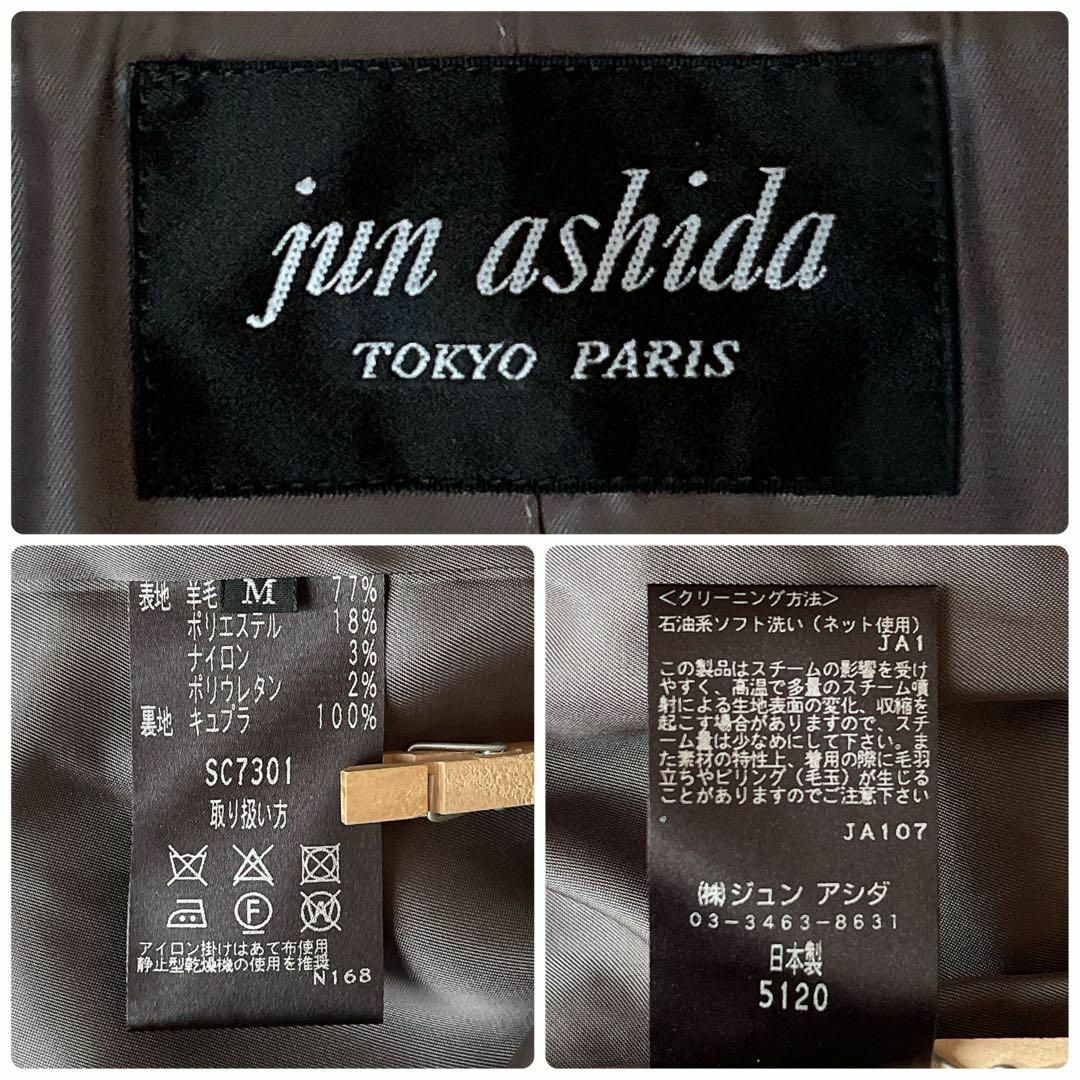 jun ashida
TOKYO PARIS
表地 羊毛 77%
M
ポリエステル 18%
ナイロン 3%
ポリウレタン 2%
裏地 キュプラ 100%
SC7301
取り扱い方
F
W
アイロン掛けはあて布使用
静止型乾燥機の使用を推奨
N168
<クリーニング方法>
石油系ソフト洗い(ネット使用)
JA1
この製品はスチームの影響を受け
やすく、高温で多量のスチーム噴
射による生地表面の変化、収縮を
起こす場合がありますので、スチ
ーム量は少なめにして下さい。ま
た素材の特性上、着用の際に毛羽
立ちやピリング(毛玉)が生じる
ことがありますのでご注意下さい
JA107
(株)ジュン アシダ
03-3463-8631
日本製
5120